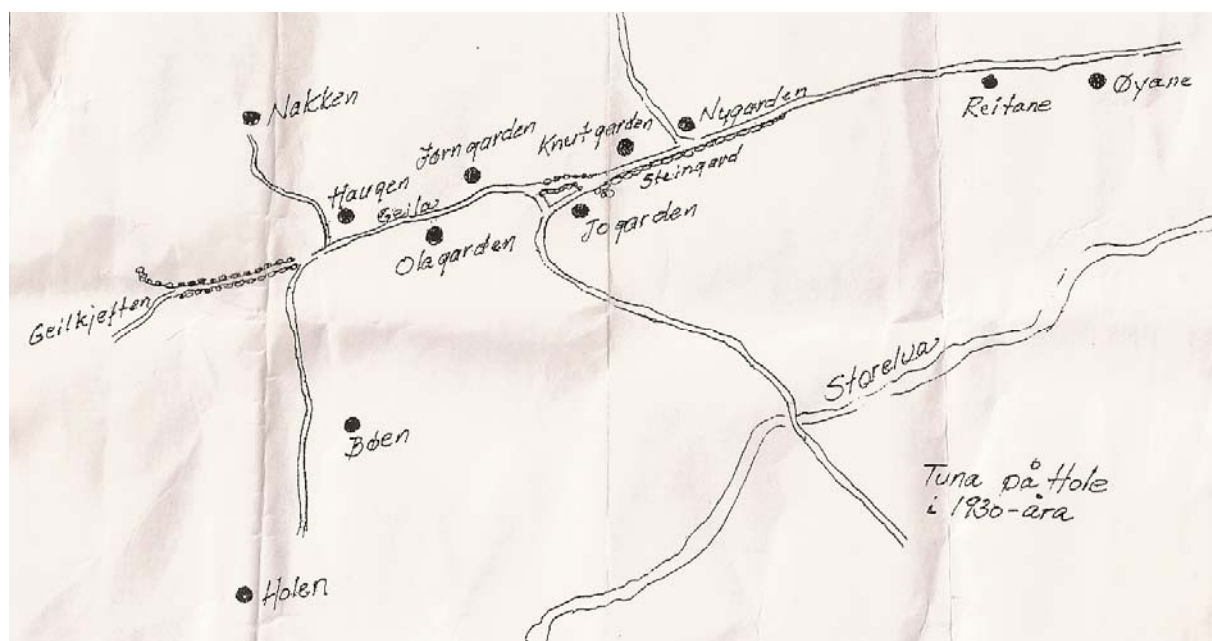 Nakken
Haugen
Geila
Jørngarden
Olagarden
Knutgarden
Nygarden
Steingard
Jogarden
Reitane
Øyane
Geilkjeften
Bøen
Holen
Storelva
Tuna på Hole
i 1930-åra